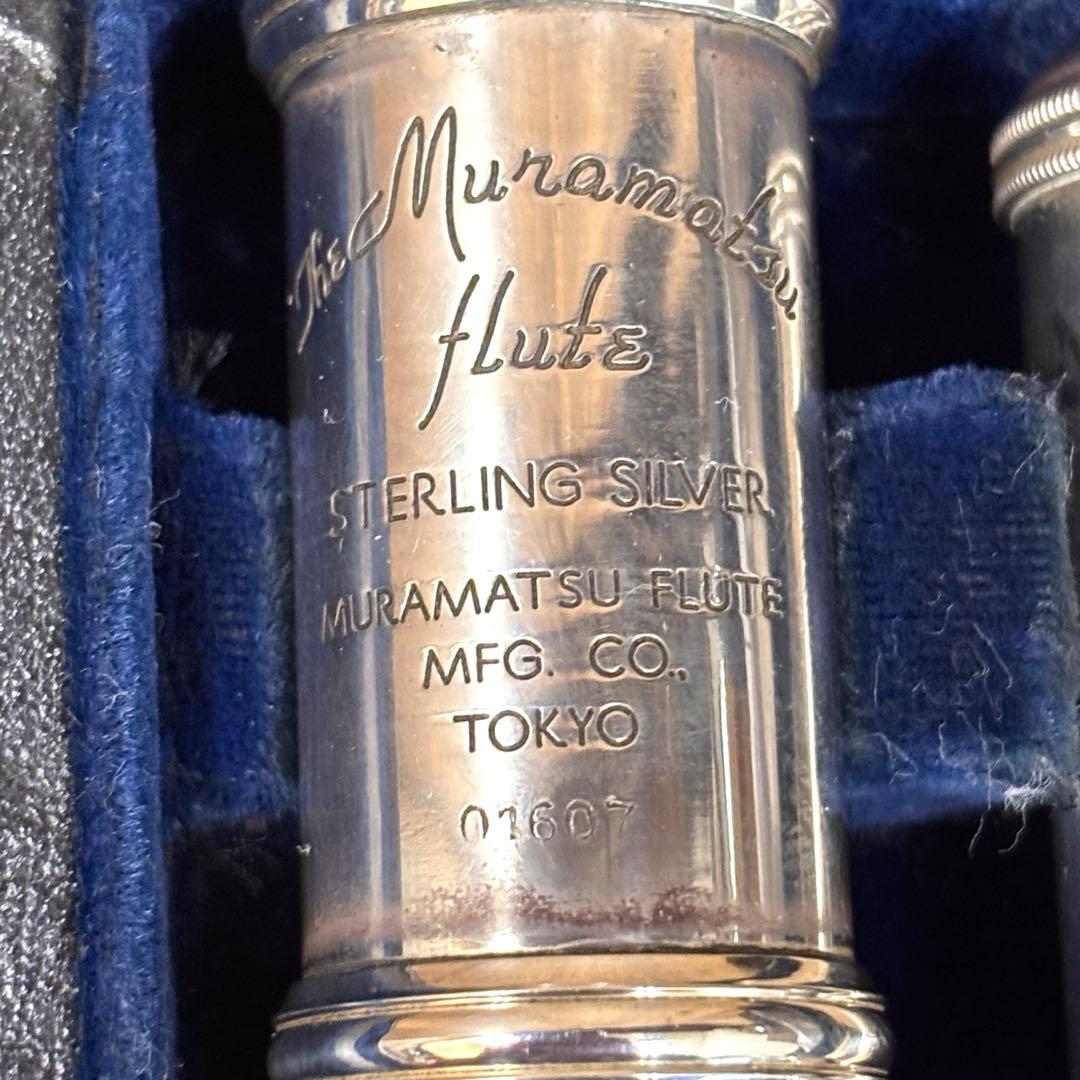 The Muramatsu
flute
STERLING SILVER
MURAMATSU FLUTE
MFG. CO.,
TOKYO
01607